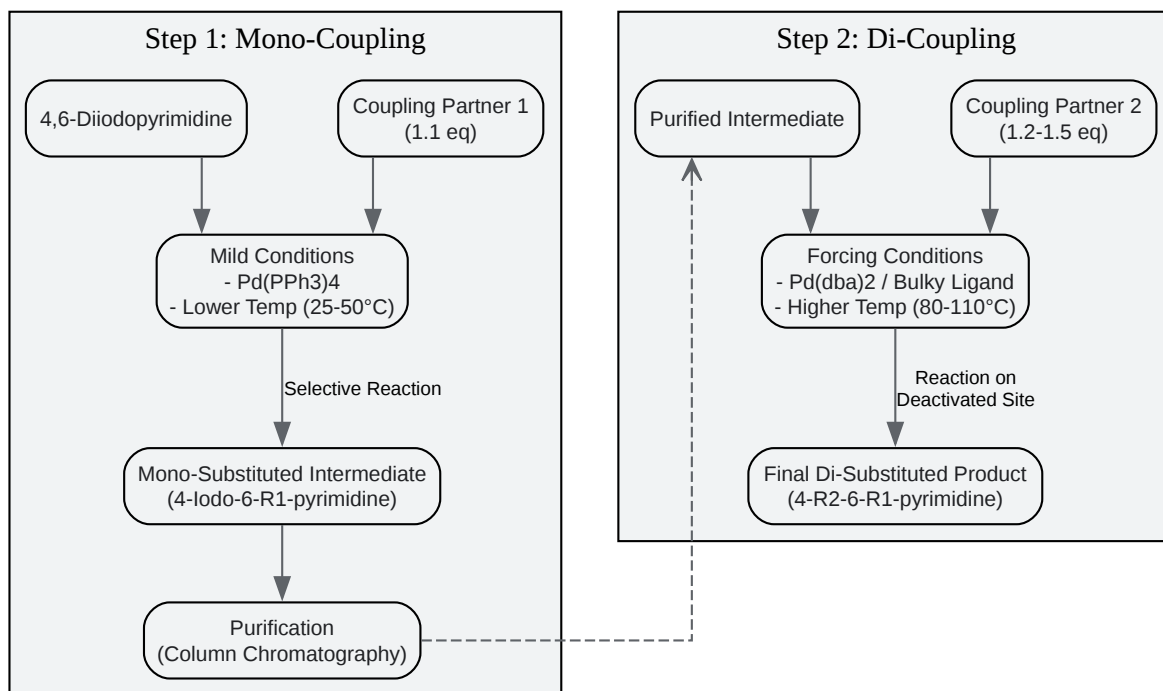 Step 1: Mono-Coupling
4,6-Diiodopyrimidine
Coupling Partner 1
(1.1 eq)
Mild Conditions
- Pd(PPh3)4
- Lower Temp (25-50°C)
Selective Reaction
Mono-Substituted Intermediate
(4-Iodo-6-R1-pyrimidine)
Purification
(Column Chromatography)
Step 2: Di-Coupling
Purified Intermediate
Coupling Partner 2
(1.2-1.5 eq)
Forcing Conditions
- Pd(dba)2 / Bulky Ligand
- Higher Temp (80-110°C)
Reaction on
Deactivated Site
Final Di-Substituted Product
(4-R2-6-R1-pyrimidine)